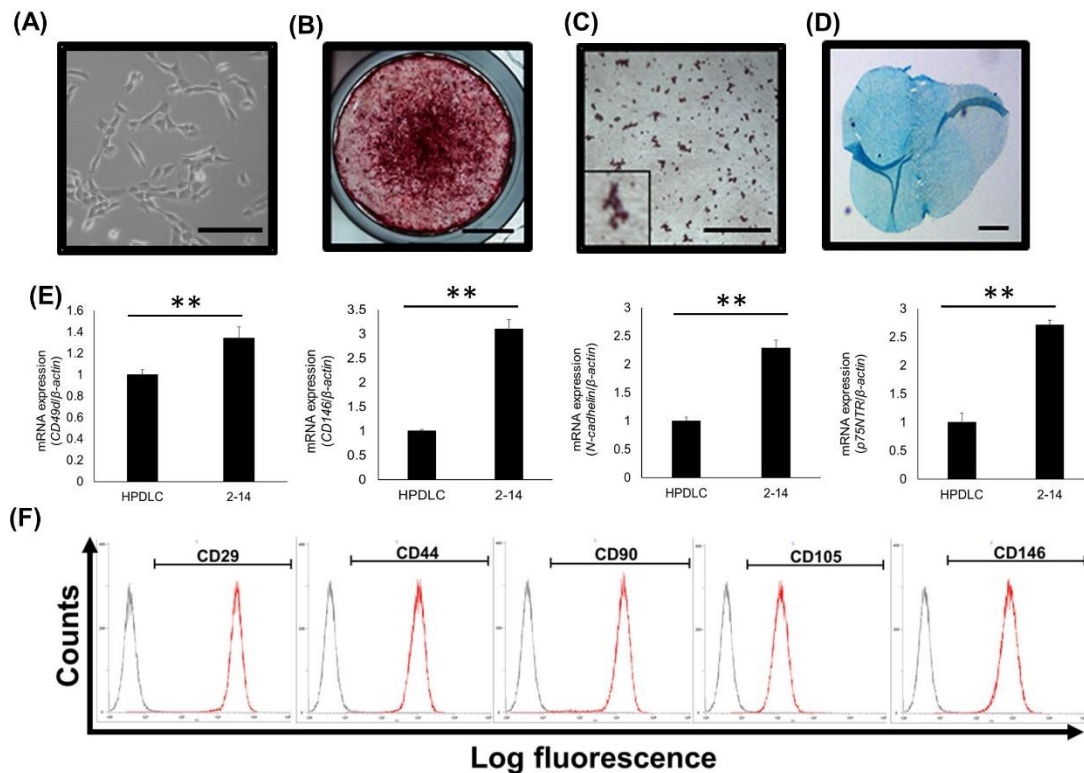 (A)
(B)
(C)
(D)
(E)
**
1.6
1.4
1.2
1
0.8
0.6
0.4
0.2
0
mRNA expression
(CD49d/β-actin)
HPDLC
2-14
**
3.5
3
2.5
2
1.5
1
0.5
0
mRNA expression
(CD146/β-actin)
HPDLC
2-14
**
3
2.5
2
1.5
1
0.5
0
mRNA expression
(N-cadhelin/β-actin)
HPDLC
2-14
**
3
2.5
2
1.5
1
0.5
0
mRNA expression
(p75NTR/β-actin)
HPDLC
2-14
(F)
CD29
CD44
CD90
CD105
CD146
Counts
Log fluorescence